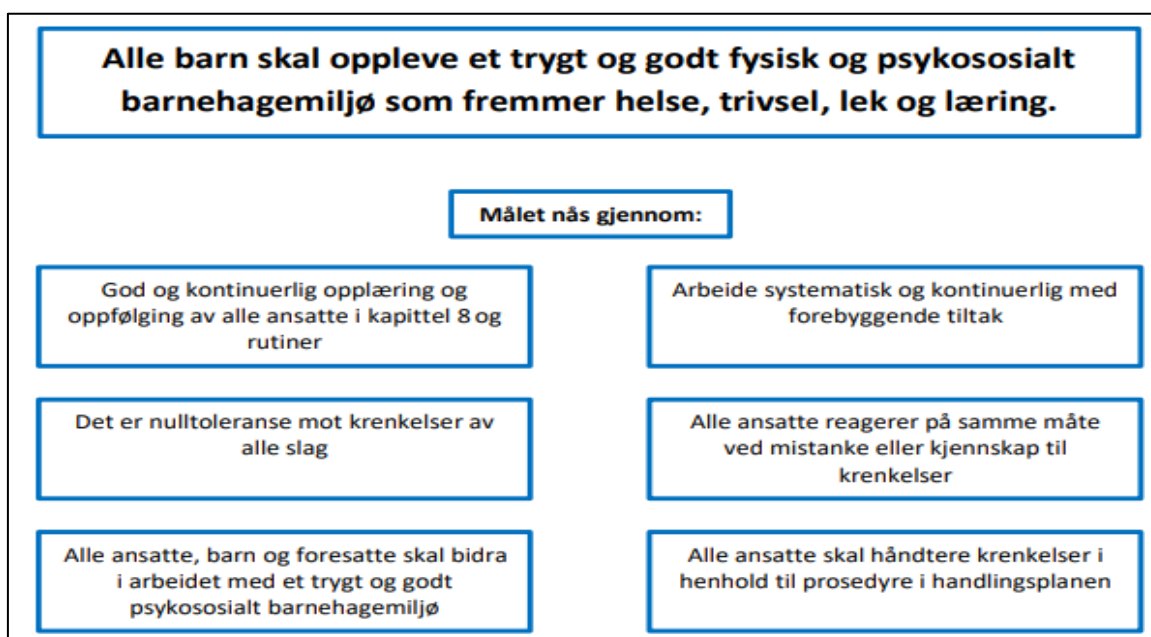 Alle barn skal oppleve et trygt og godt fysisk og psykososialt
barnehagemiljø som fremmer helse, trivsel, lek og læring.
Målet nås gjennom:
God og kontinuerlig opplæring og
oppfølging av alle ansatte i kapittel 8 og
rutiner
Arbeide systematisk og kontinuerlig med
forebyggende tiltak
Det er nulltoleranse mot krenkelser av
alle slag
Alle ansatte reagerer på samme måte
ved mistanke eller kjennskap til
krenkelser
Alle ansatte, barn og foresatte skal bidra
i arbeidet med et trygt og godt
psykososialt barnehagemiljø
Alle ansatte skal håndtere krenkelser i
henhold til prosedyre i handlingsplanen